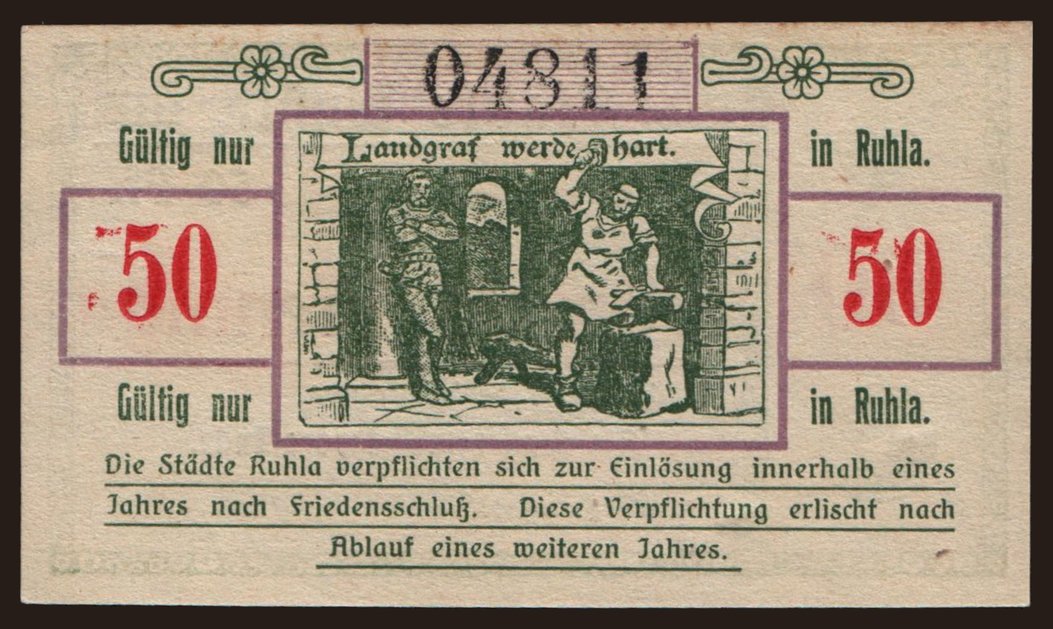 04811
Gültig nur
Landgraf werde hart.
in Ruhla.
50
50
Gültig nur
in Ruhla.
Die Städte Ruhla verpflichten sich zur Einlösung innerhalb eines
Jahres nach Friedensschluß. Diese Verpflichtung erlischt nach
Ablauf eines weiteren Jahres.